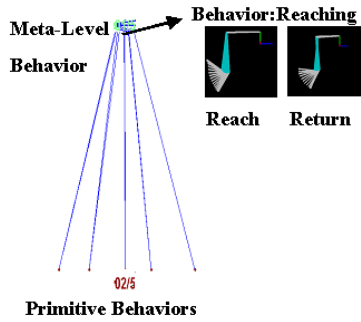 Meta-Level
Behavior
Behavior:Reaching
Reach Return
02/5
Primitive Behaviors